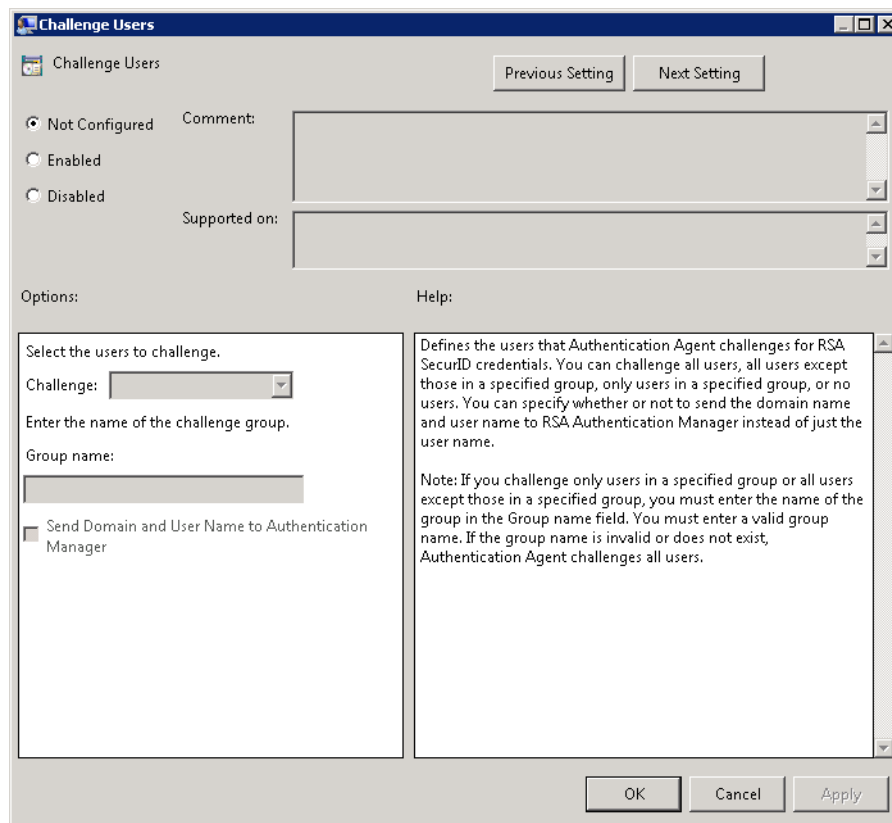 Challenge Users
Challenge Users
Previous Setting
Next Setting
Not Configured
Comment:
Enabled
Disabled
Supported on:
Options:
Help:
Select the users to challenge.
Challenge:
Enter the name of the challenge group.
Group name:
Send Domain and User Name to Authentication
Manager
Defines the users that Authentication Agent challenges for RSA
SecurID credentials. You can challenge all users, all users except
those in a specified group, only users in a specified group, or no
users. You can specify whether or not to send the domain name
and user name to RSA Authentication Manager instead of just the
user name.
Note: If you challenge only users in a specified group or all users
except those in a specified group, you must enter the name of the
group in the Group name field. You must enter a valid group
name. If the group name is invalid or does not exist,
Authentication Agent challenges all users.
OK
Cancel
Apply